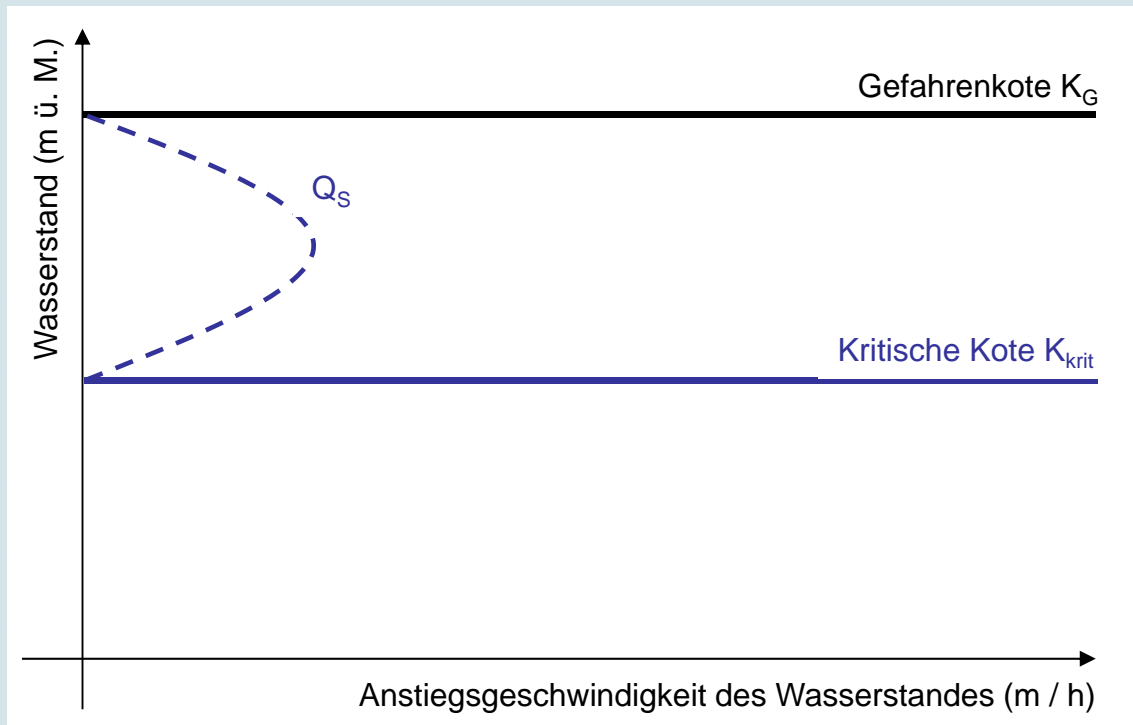 Wasserstand (m ü. M.)
Gefahrenkote K_G
Q_S
Kritische Kote K_krit
Anstiegsgeschwindigkeit des Wasserstandes (m / h)